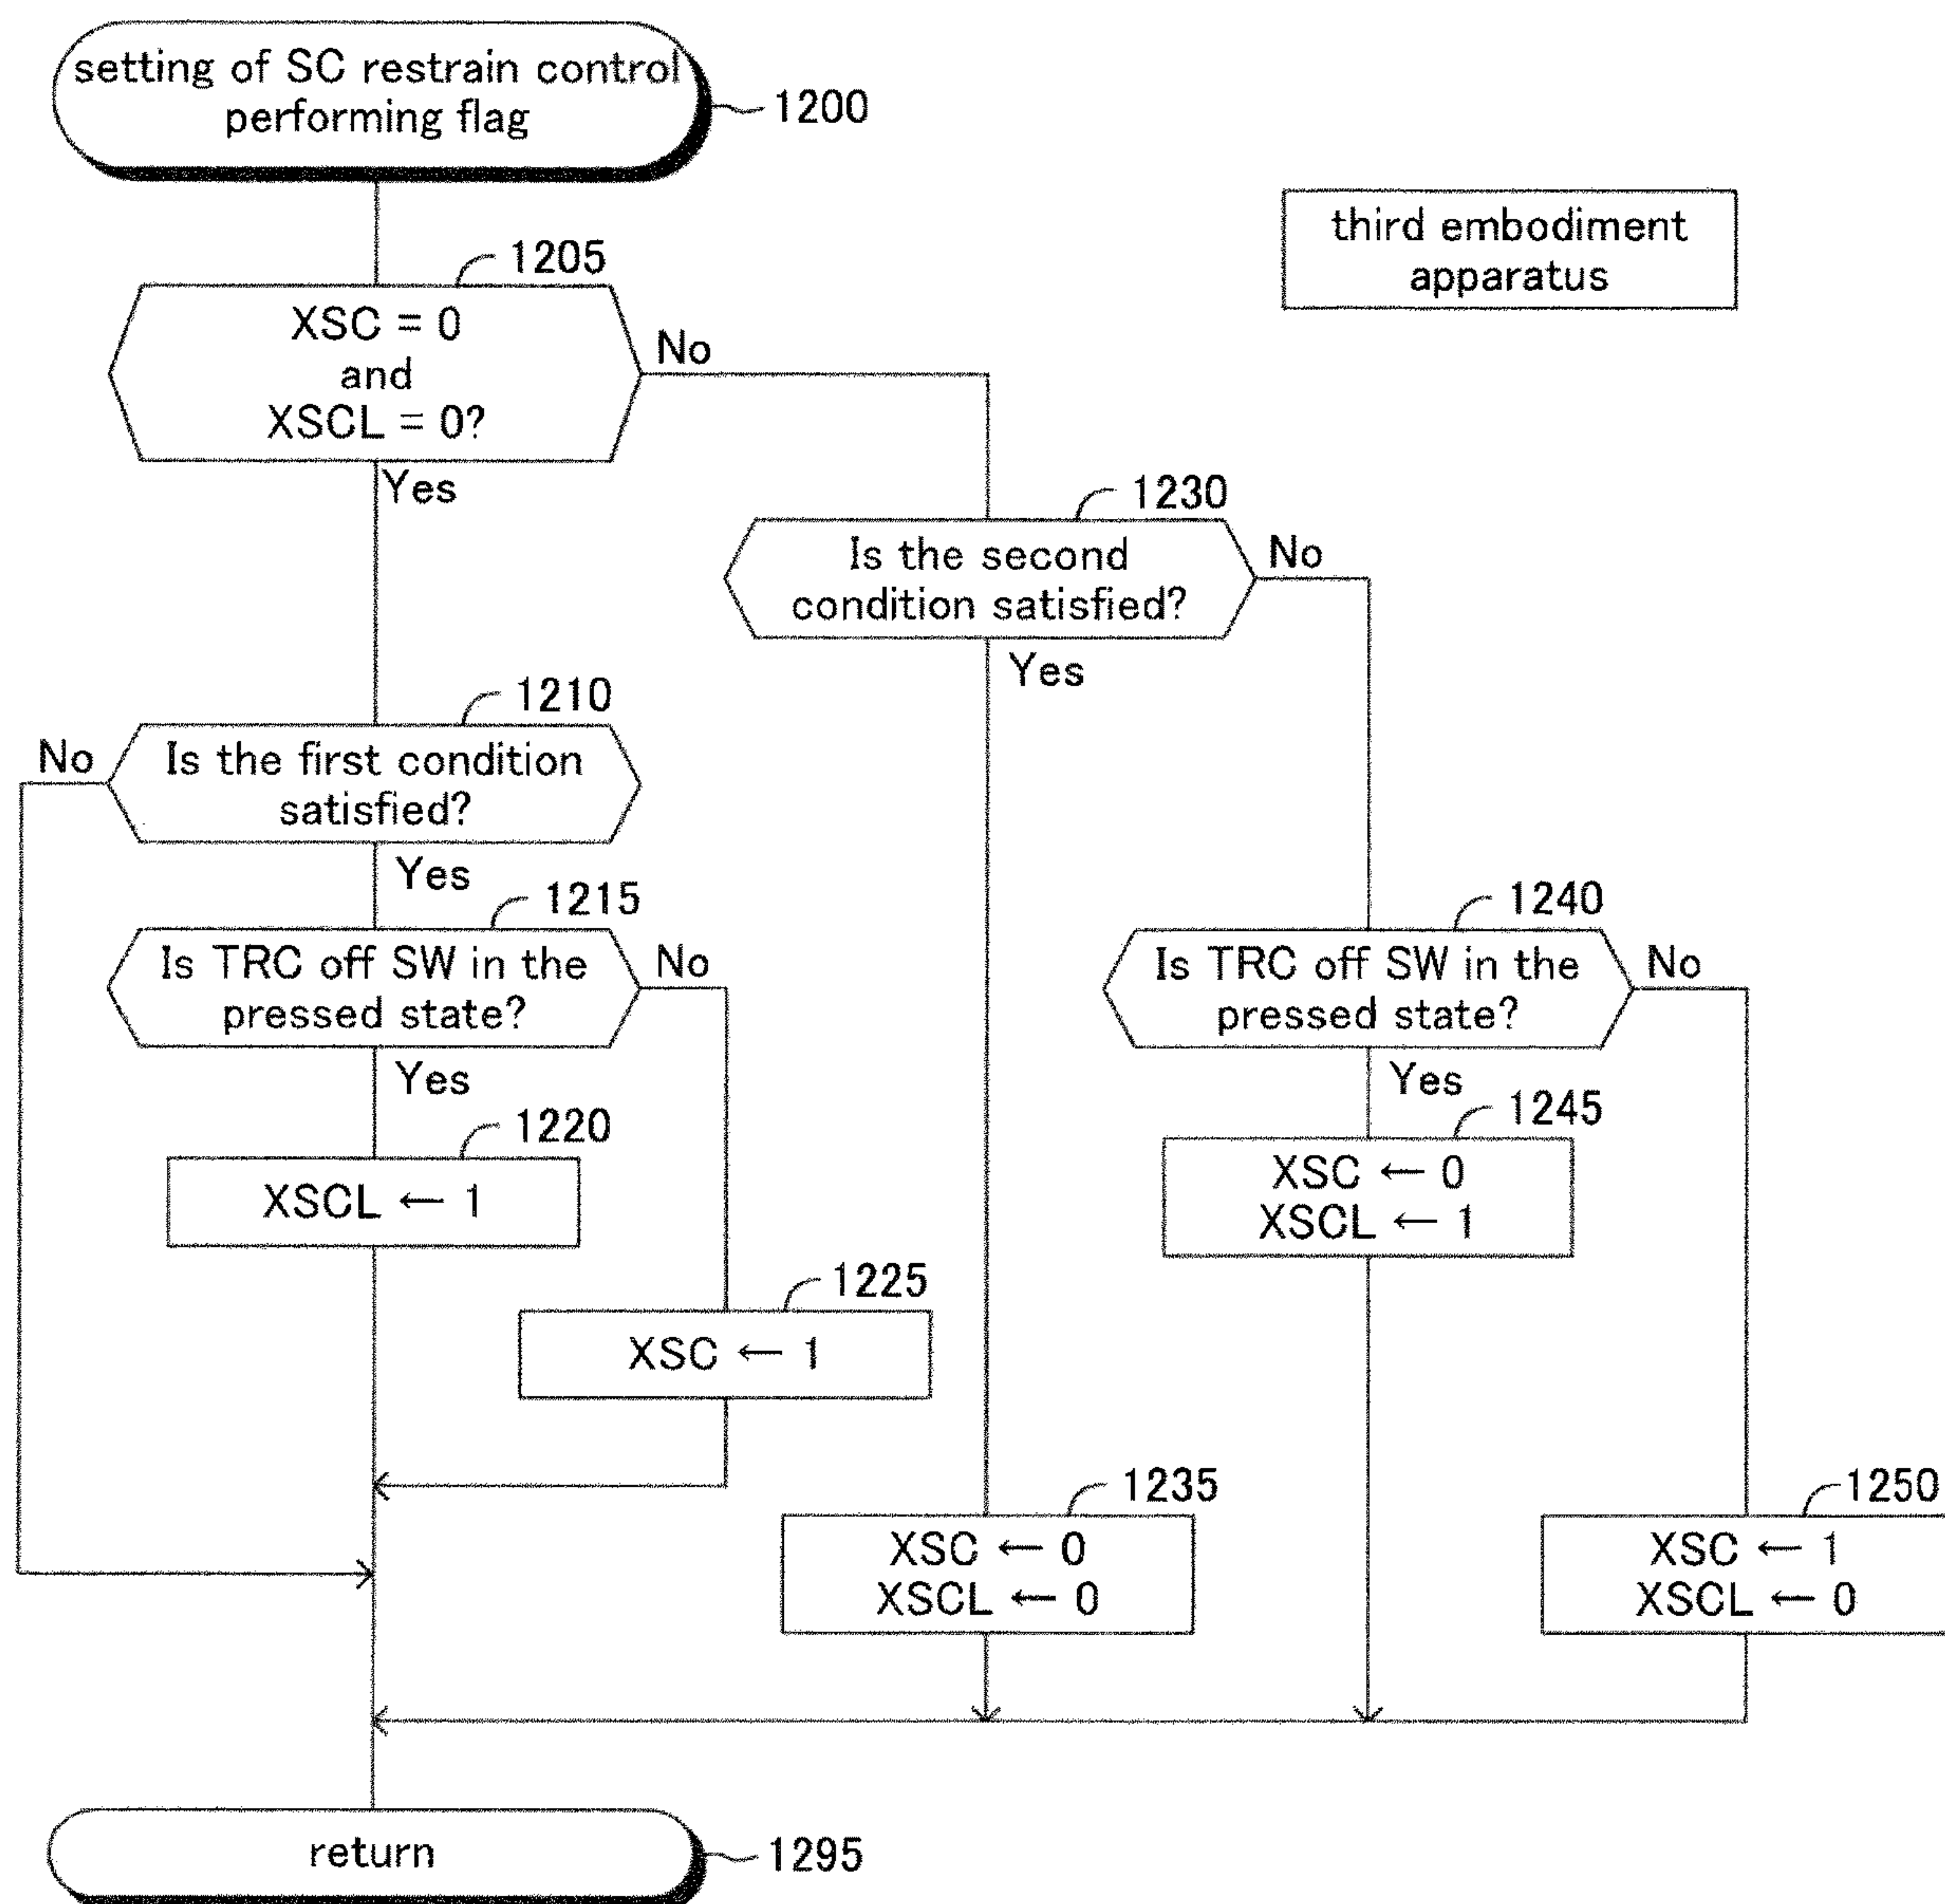 setting of SC restrain control
performing flag
1200
third embodiment
apparatus
1205
XSC = 0
and
XSCL = 0?
No
Yes
1230
Is the second
condition satisfied?
No
Yes
1210
No
Is the first condition
satisfied?
Yes
1215
Is TRC off SW in the
pressed state?
No
Yes
1240
Is TRC off SW in the
pressed state?
No
Yes
1220
XSCL ← 1
1245
XSC ← 0
XSCL ← 1
1225
XSC ← 1
1235
XSC ← 0
XSCL ← 0
1250
XSC ← 1
XSCL ← 0
return
1295